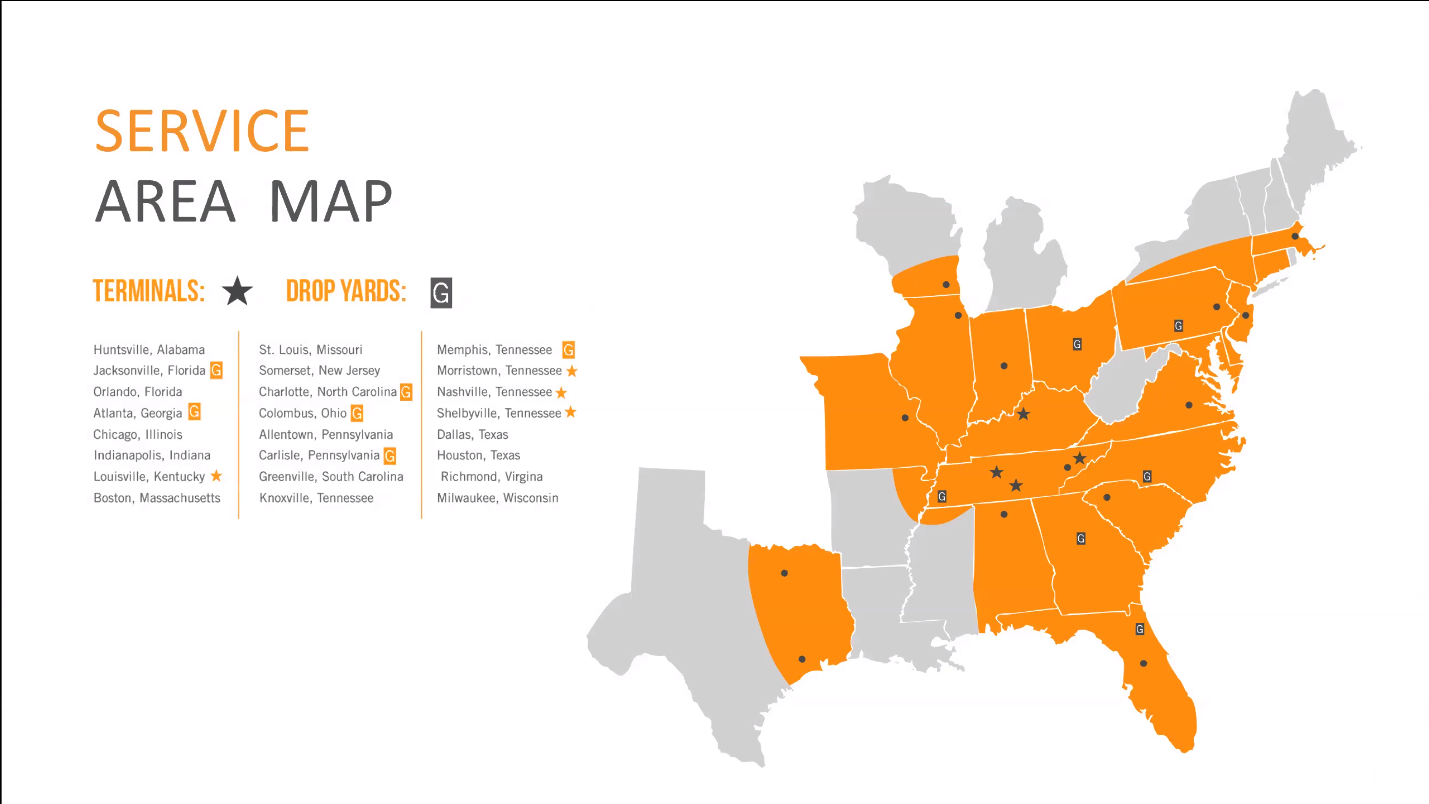 SERVICE
AREA MAP
TERMINALS:
DROP YARDS: G
Huntsville, Alabama
Jacksonville, Florida G
Orlando, Florida
Atlanta, Georgia G
Chicago, Illinois
Indianapolis, Indiana
Louisville, Kentucky
Boston, Massachusetts
St. Louis, Missouri
Somerset, New Jersey
Charlotte, North Carolina G
Colombus, Ohio G
Allentown, Pennsylvania
Carlisle, Pennsylvania G
Greenville, South Carolina
Knoxville, Tennessee
Memphis, Tennessee G
Morristown, Tennessee
Nashville, Tennessee
Shelbyville, Tennessee
Dallas, Texas
Houston, Texas
Richmond, Virgina
Milwaukee, Wisconsin
G
G
G
G
G
G